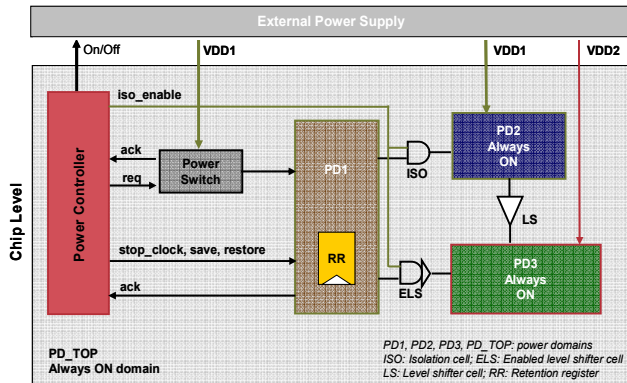 External Power Supply
On/Off
VDD1
VDD1
VDD2
Chip Level
iso_enable
Power Controller
ack
req
Power
Switch
PD1
ISO
PD2
Always
ON
LS
stop_clock, save, restore
RR
ack
ELS
PD3
Always
ON
PD_TOP
Always ON domain
PD1, PD2, PD3, PD_TOP: power domains
ISO: Isolation cell; ELS: Enabled level shifter cell
LS: Level shifter cell; RR: Retention register